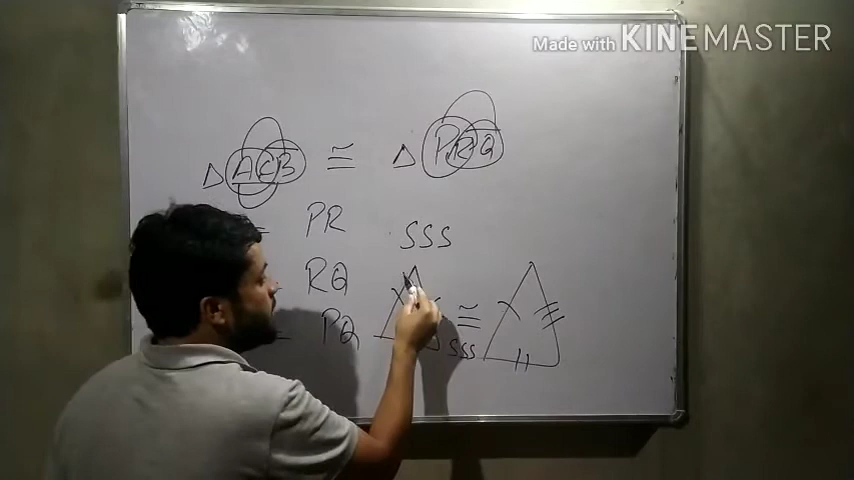 Made with KINEMASTER
Δ ACB ≅ Δ PRQ
= PR SSS
RQ
PQ ≅
SSS